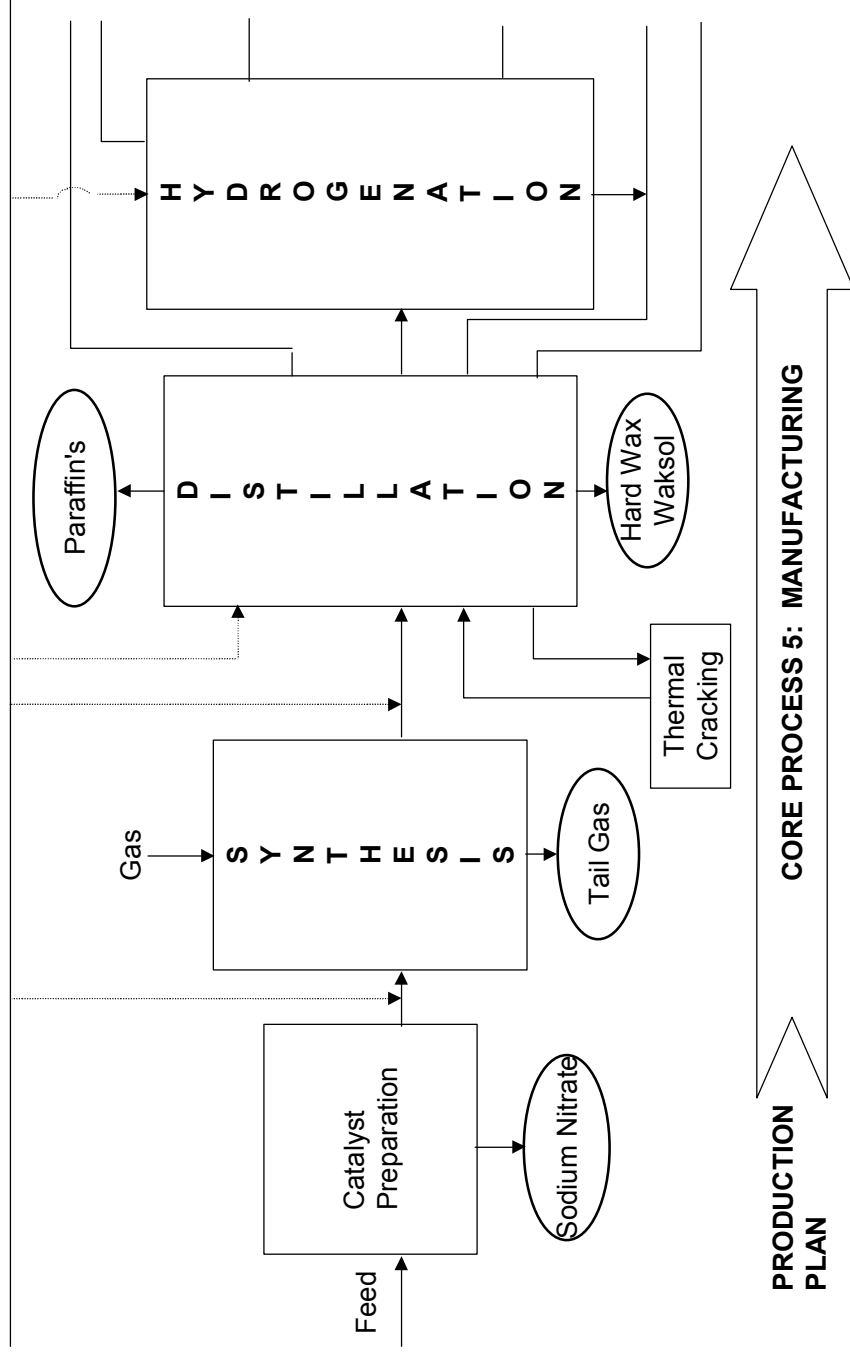 Feed
Catalyst
Preparation
Sodium Nitrate
Gas
SYNTHESIS
Tail Gas
Thermal
Cracking
Paraffin's
DISTILLATION
Hard Wax
Waksol
HYDROGENATION
PRODUCTION
PLAN
CORE PROCESS 5: MANUFACTURING